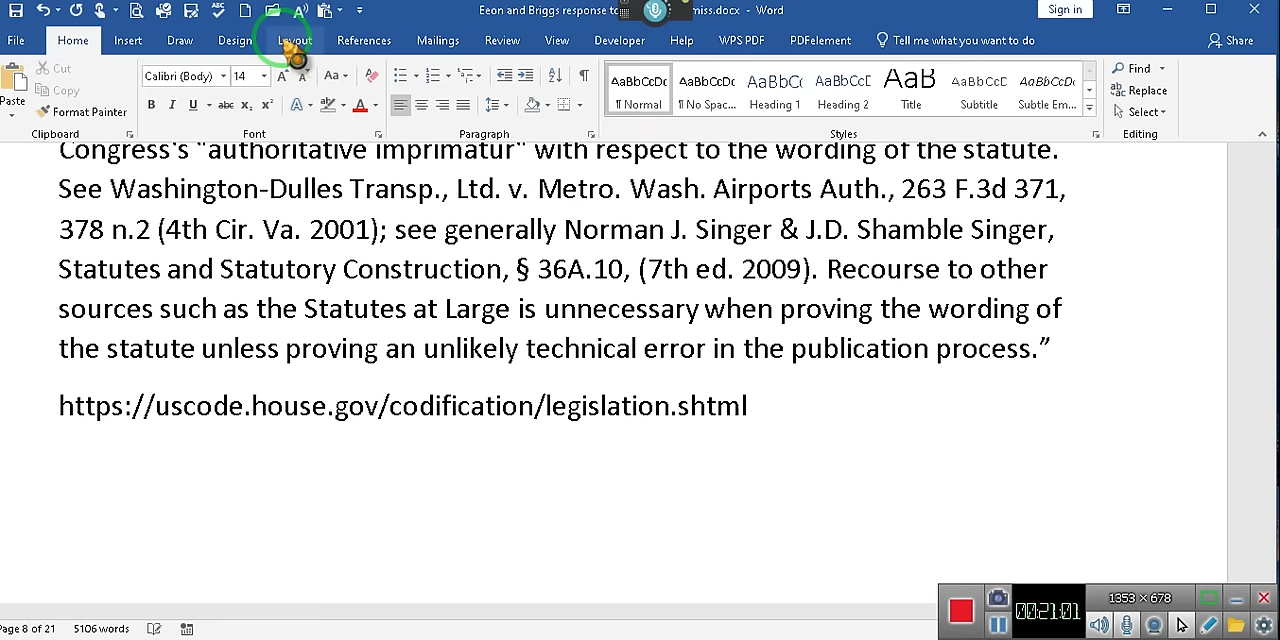 Eeon and Briggs response to
miss.docx - Word
Sign in
File Home Insert Draw Design Layout References Mailings Review View Developer Help WPS PDF PDFelement Tell me what you want to do Share
Paste
Cut
Copy
Format Painter
Clipboard
Calibri (Body) 14
Font
Paragraph
AaBbCcDc AaBbCcDc AaBbC( AaBbCcI AaB AaBbCcD AaBbCcDc
¶ Normal ¶ No Spac... Heading 1 Heading 2 Title Subtitle Subtle Em...
Styles
Find
Replace
Select
Editing
Congress's "authoritative imprimatur" with respect to the wording of the statute.
See Washington-Dulles Transp., Ltd. v. Metro. Wash. Airports Auth., 263 F.3d 371,
378 n.2 (4th Cir. Va. 2001); see generally Norman J. Singer & J.D. Shamble Singer,
Statutes and Statutory Construction, § 36A.10, (7th ed. 2009). Recourse to other
sources such as the Statutes at Large is unnecessary when proving the wording of
the statute unless proving an unlikely technical error in the publication process.”
https://uscode.house.gov/codification/legislation.shtml
00:21:01
1353 × 678
Page 8 of 21 5106 words